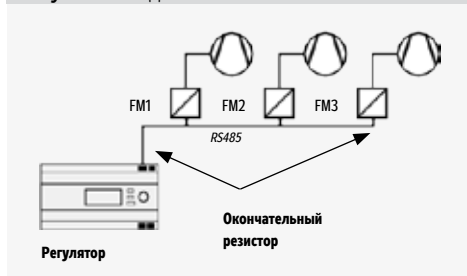 FM1
FM2
FM3
RS485
Окончательный
резистор
Регулятор